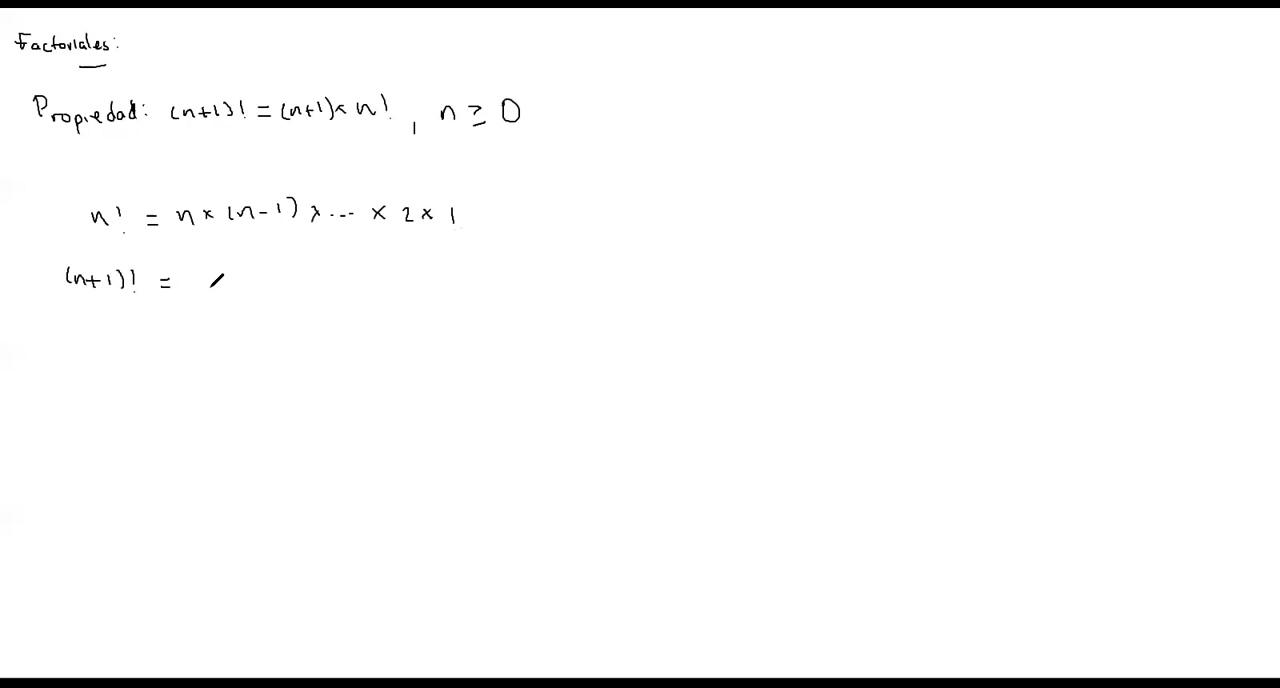 Factoriales:
Propiedad: (n+1)! = (n+1)× n! , n ≥ 0
n! = n × (n-1) × ... × 2 × 1
(n+1)! =